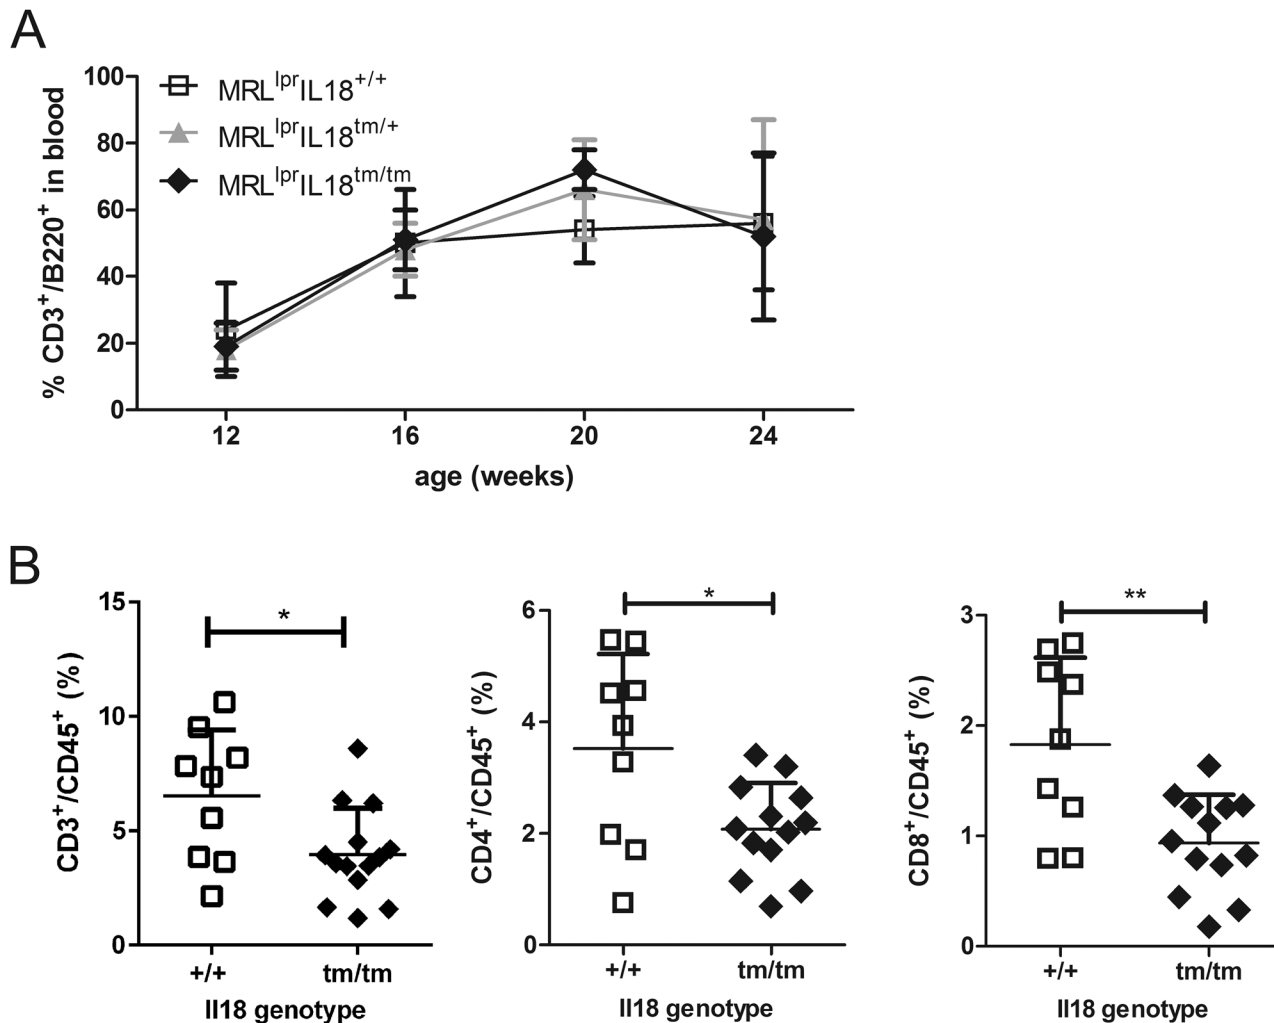 A
% CD3+/B220+ in blood
100
80
60
40
20
0
MRLlprIL18+/+
MRLlprIL18tm/+
MRLlprIL18tm/tm
12 16 20 24
age (weeks)
B
CD3+/CD45+ (%)
15
10
5
0
*
+/+ tm/tm
Il18 genotype
CD4+/CD45+ (%)
6
4
2
0
*
+/+ tm/tm
Il18 genotype
CD8+/CD45+ (%)
3
2
1
0
**
+/+ tm/tm
Il18 genotype